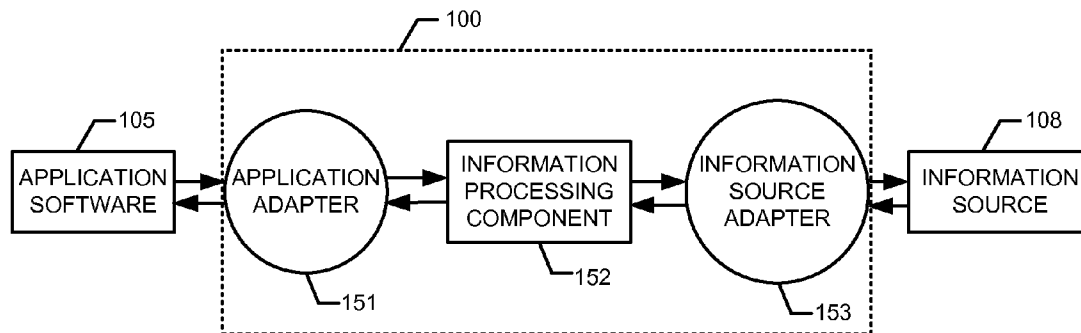 100
105
APPLICATION
SOFTWARE
APPLICATION
ADAPTER
151
INFORMATION
PROCESSING
COMPONENT
152
INFORMATION
SOURCE
ADAPTER
153
108
INFORMATION
SOURCE